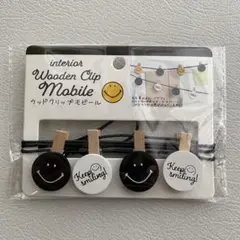 interior
Wooden Clip
Mobile
ウッドクリップモビール
Keep
smiling!
Keep
smiling!